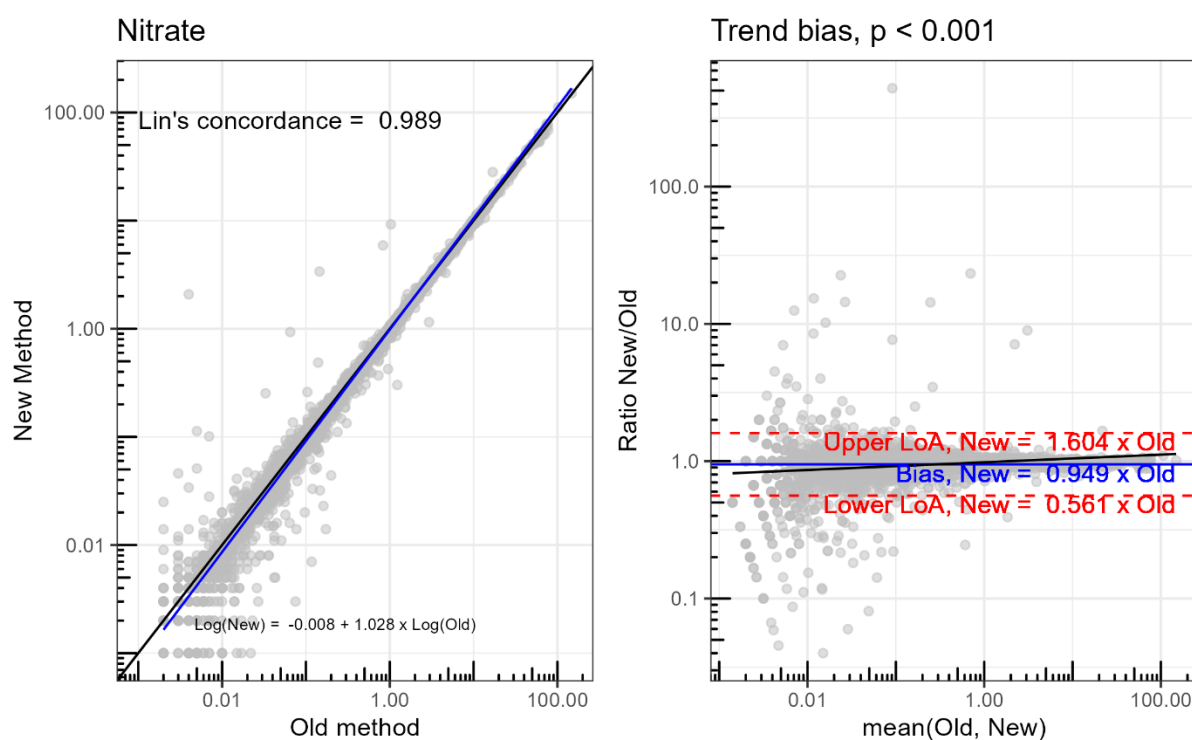 Nitrate
Lin's concordance =  0.989
100.00
1.00
0.01
New Method
Log(New) =  -0.008 + 1.028 x Log(Old)
0.01
1.00
100.00
Old method
Trend bias, p < 0.001
100.0
10.0
1.0
0.1
Ratio New/Old
Upper LoA, New =  1.604 x Old
Bias, New =  0.949 x Old
Lower LoA, New =  0.561 x Old
0.01
1.00
100.00
mean(Old, New)